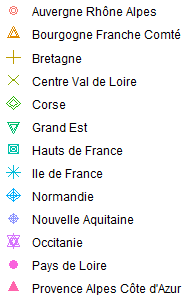 Auvergne Rhône Alpes
Bourgogne Franche Comté
Bretagne
Centre Val de Loire
Corse
Grand Est
Hauts de France
Ile de France
Normandie
Nouvelle Aquitaine
Occitanie
Pays de Loire
Provence Alpes Côte d'Azur